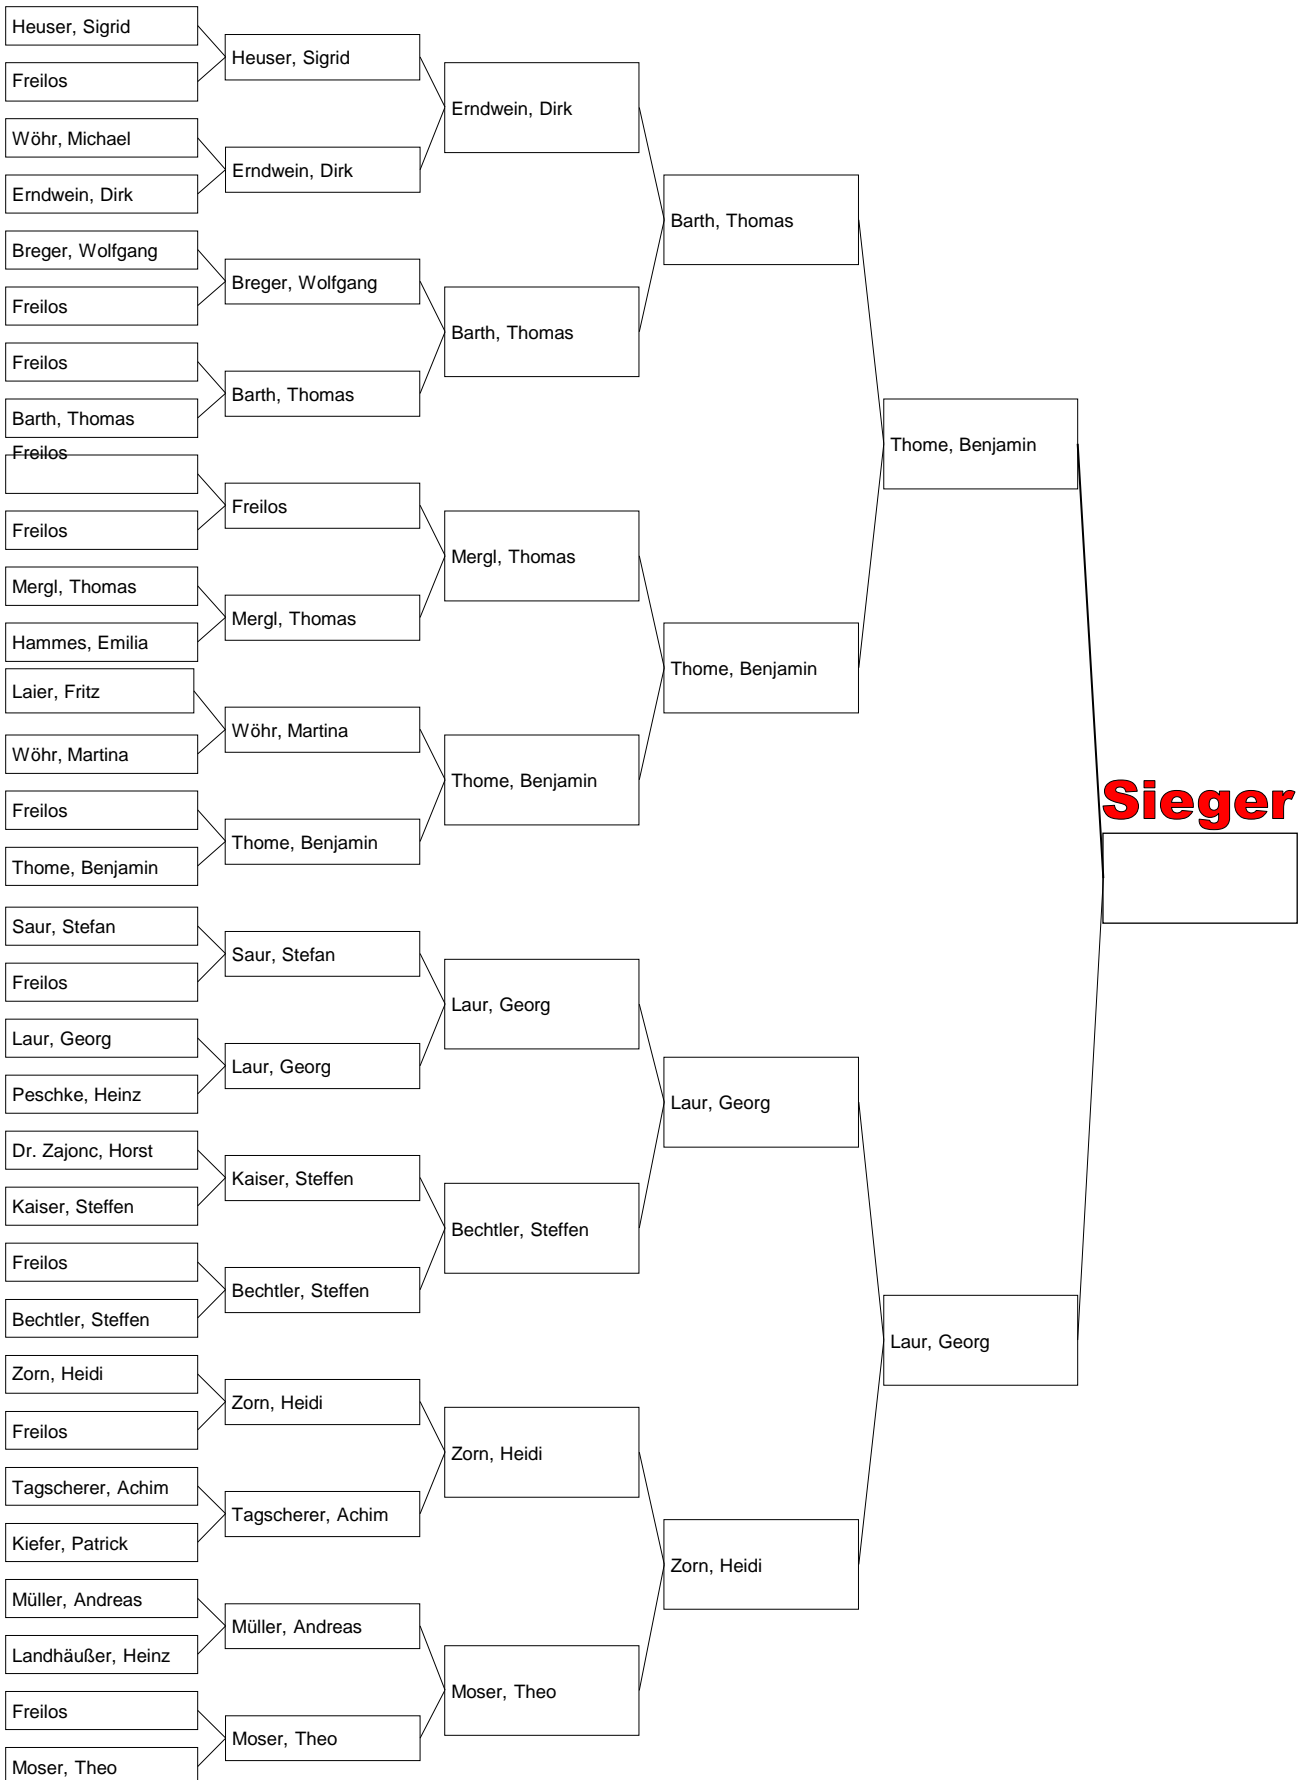 Heuser, Sigrid
Freilos
Wöhr, Michael
Erndwein, Dirk
Breger, Wolfgang
Freilos
Freilos
Barth, Thomas
Freilos
Freilos
Mergl, Thomas
Hammes, Emilia
Laier, Fritz
Wöhr, Martina
Freilos
Thome, Benjamin
Saur, Stefan
Freilos
Laur, Georg
Peschke, Heinz
Dr. Zajonc, Horst
Kaiser, Steffen
Freilos
Bechtler, Steffen
Zorn, Heidi
Freilos
Tagscherer, Achim
Kiefer, Patrick
Müller, Andreas
Landhäußer, Heinz
Freilos
Moser, Theo
Heuser, Sigrid
Erndwein, Dirk
Breger, Wolfgang
Barth, Thomas
Freilos
Mergl, Thomas
Wöhr, Martina
Thome, Benjamin
Saur, Stefan
Laur, Georg
Kaiser, Steffen
Bechtler, Steffen
Zorn, Heidi
Tagscherer, Achim
Müller, Andreas
Moser, Theo
Erndwein, Dirk
Barth, Thomas
Mergl, Thomas
Thome, Benjamin
Laur, Georg
Bechtler, Steffen
Zorn, Heidi
Moser, Theo
Barth, Thomas
Thome, Benjamin
Laur, Georg
Zorn, Heidi
Thome, Benjamin
Laur, Georg
Sieger